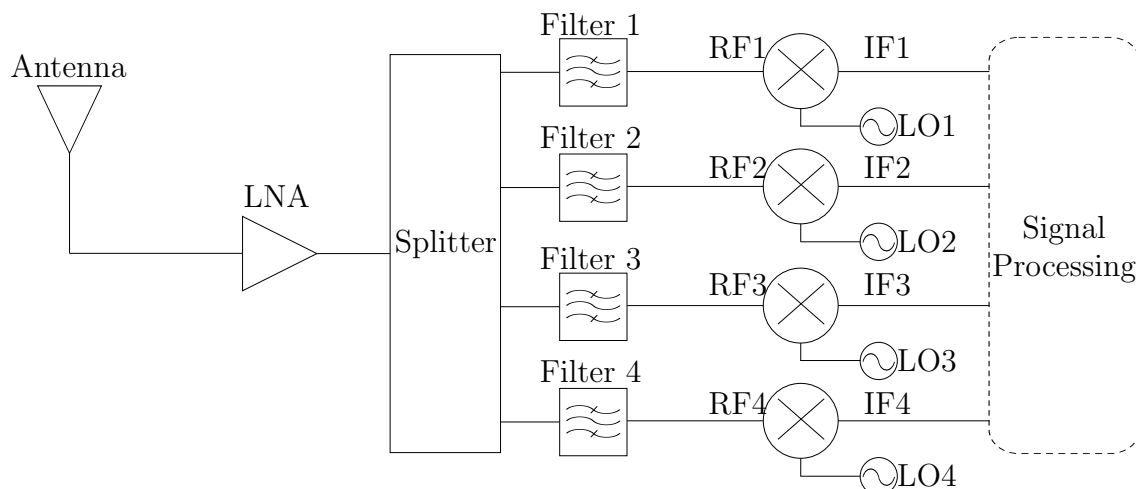 Antenna
LNA
Splitter
Filter 1
RF1
IF1
LO1
Filter 2
RF2
IF2
LO2
Filter 3
RF3
IF3
LO3
Filter 4
RF4
IF4
LO4
Signal
Processing